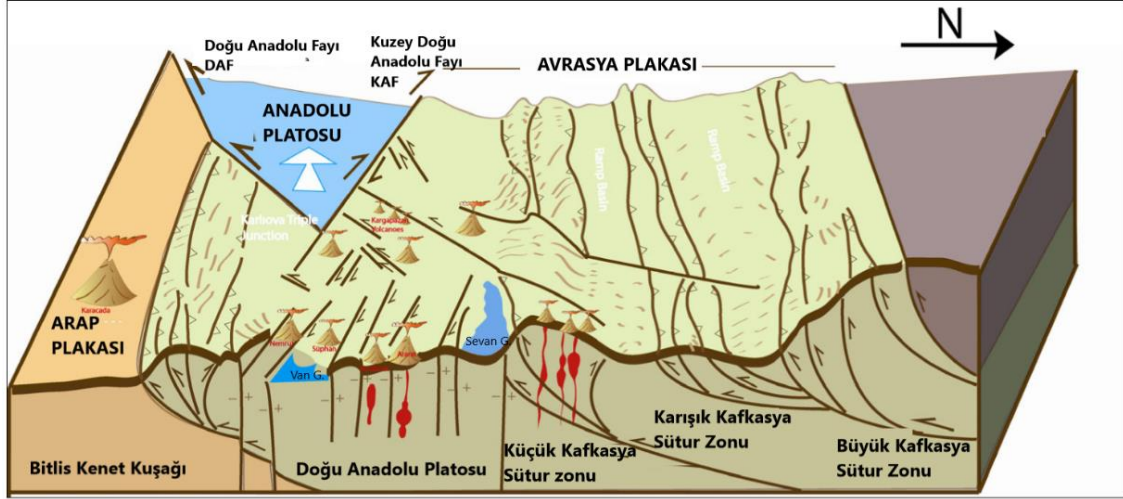 Doğu Anadolu Fayı
DAF
Kuzey Doğu
Anadolu Fayı
KAF
AVRASYA PLAKASI
N
ANADOLU
PLATOSU
Ramp Basin
Ramp Basin
Karlıova Triple
Junction
Kargapazarı
Volcanoes
Karacada
ARAP
PLAKASI
Nemrut
Süphan
Van G.
Sevan G.
Bitlis Kenet Kuşağı
Doğu Anadolu Platosu
Küçük Kafkasya
Sütur zonu
Karışık Kafkasya
Sütur Zonu
Büyük Kafkasya
Sütur Zonu